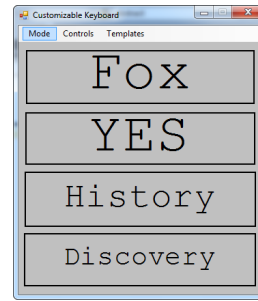 Customizable Keyboard
Mode Controls Templates
Fox
YES
History
Discovery